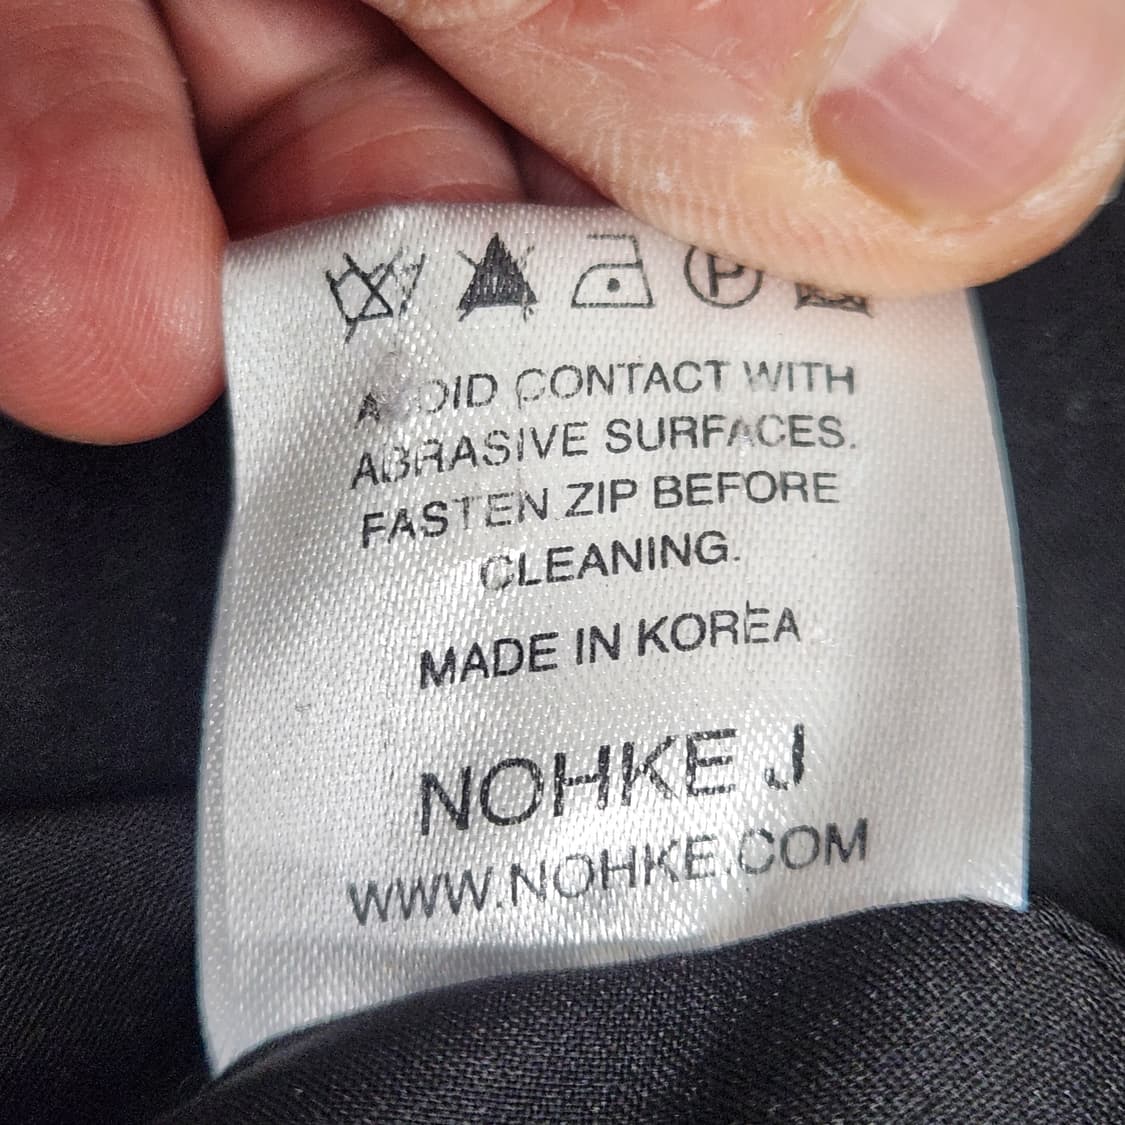 P
AVOID CONTACT WITH
ABRASIVE SURFACES.
FASTEN ZIP BEFORE
CLEANING.
MADE IN KOREA
NOHKE J
WWW.NOHKE.COM